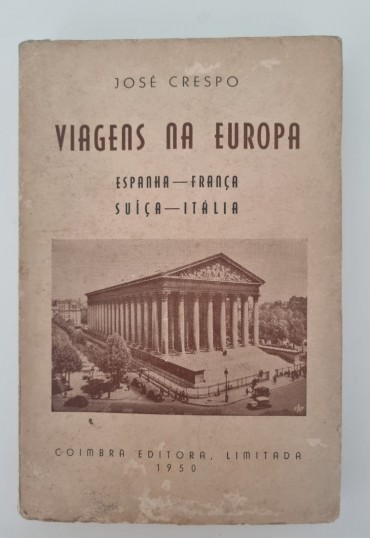 JOSÉ CRESPO
VIAGENS NA EUROPA
ESPANHA—FRANÇA
SUÍÇA—ITÁLIA
COIMBRA EDITORA, LIMITADA
1950